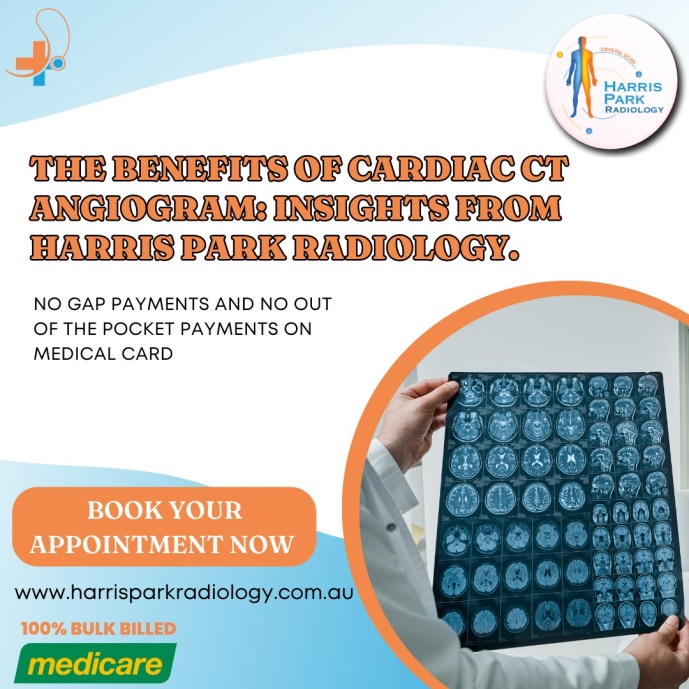 CRYSTAL SCAN
HARRIS
PARK
RADIOLOGY
THE BENEFITS OF CARDIAC CT
ANGIOGRAM: INSIGHTS FROM
HARRIS PARK RADIOLOGY.
NO GAP PAYMENTS AND NO OUT
OF THE POCKET PAYMENTS ON
MEDICAL CARD
BOOK YOUR
APPOINTMENT NOW
www.harrisparkradiology.com.au
100% BULK BILLED
medicare